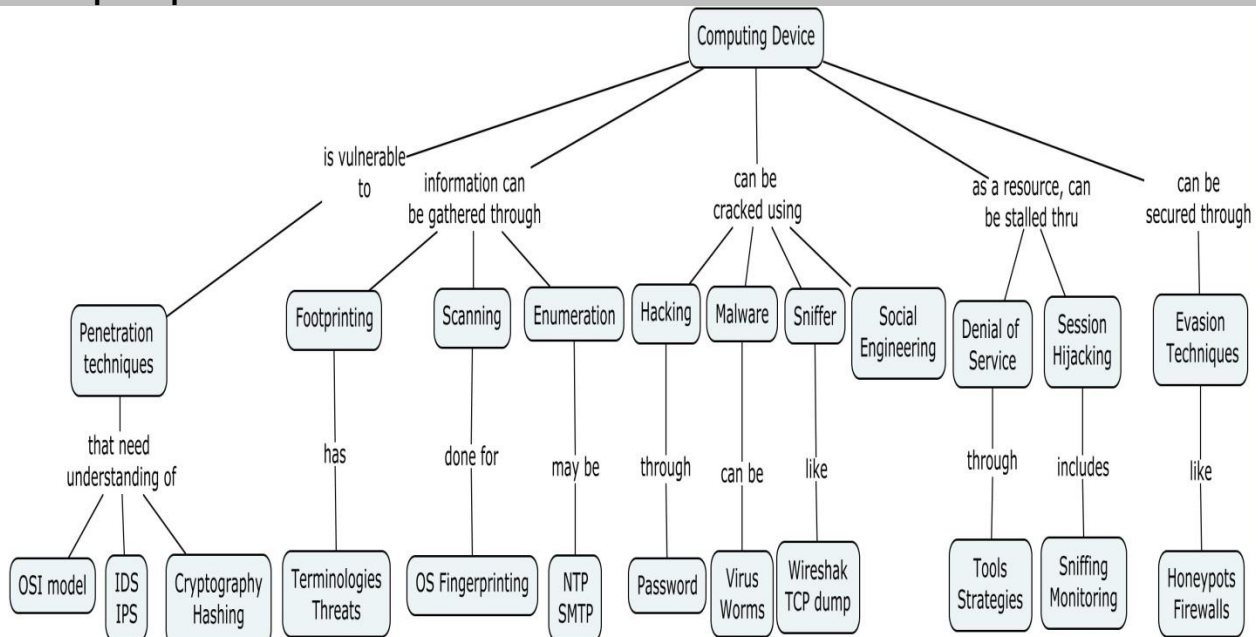 Computing Device
is vulnerable
to
information can
be gathered through
can be
cracked using
as a resource, can
be stalled thru
can be
secured through
Penetration
techniques
Footprinting
Scanning
Enumeration
Hacking
Malware
Sniffer
Social
Engineering
Denial of
Service
Session
Hijacking
Evasion
Techniques
that need
understanding of
has
done for
may be
through
can be
like
through
includes
like
OSI model
IDS
IPS
Cryptography
Hashing
Terminologies
Threats
OS Fingerprinting
NTP
SMTP
Password
Virus
Worms
Wireshak
TCP dump
Tools
Strategies
Sniffing
Monitoring
Honeypots
Firewalls